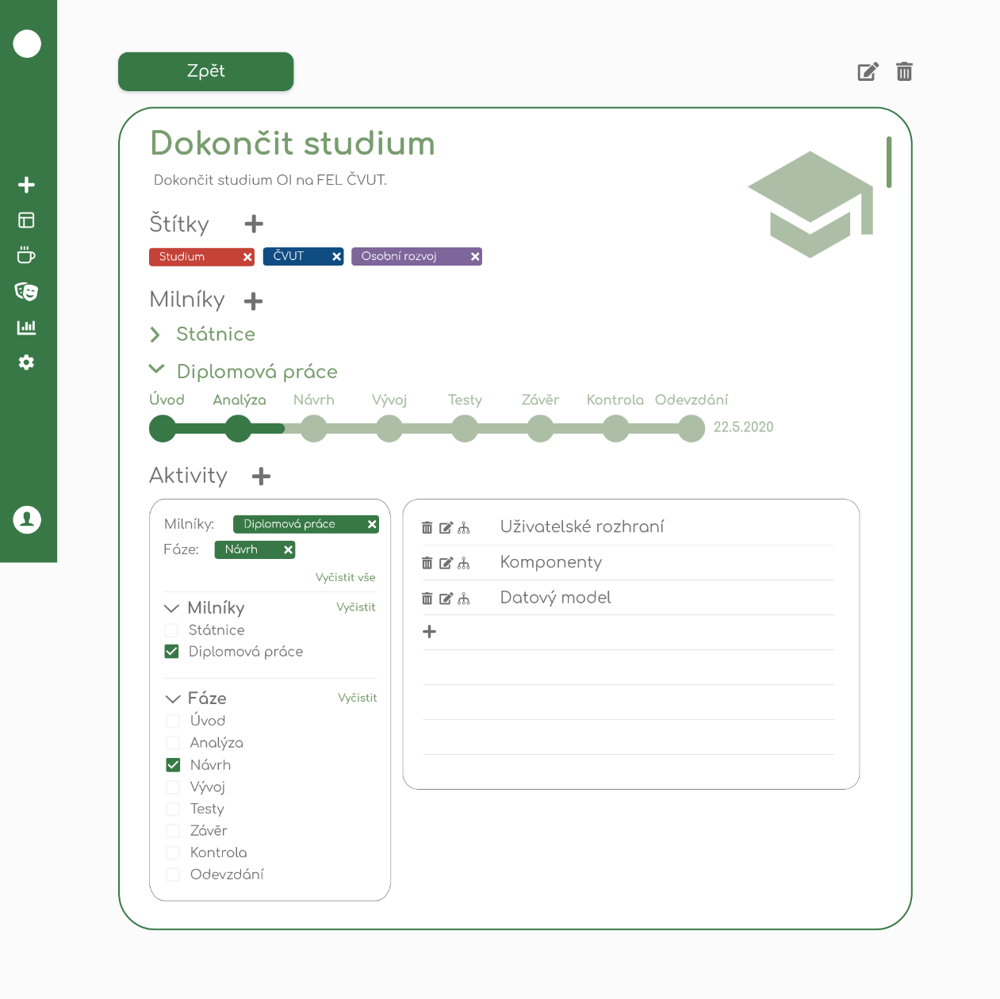 Zpět
Dokončit studium
Dokončit studium OI na FEL ČVUT.
Štítky
Studium ČVUT Osobní rozvoj
Milníky
Státnice
Diplomová práce
Úvod Analýza Návrh Vývoj Testy Závěr Kontrola Odevzdání
22.5.2020
Aktivity
Milníky: Diplomová práce
Fáze: Návrh
Vyčistit vše
Milníky Vyčistit
Státnice
Diplomová práce
Fáze Vyčistit
Úvod
Analýza
Návrh
Vývoj
Testy
Závěr
Kontrola
Odevzdání
Uživatelské rozhraní
Komponenty
Datový model